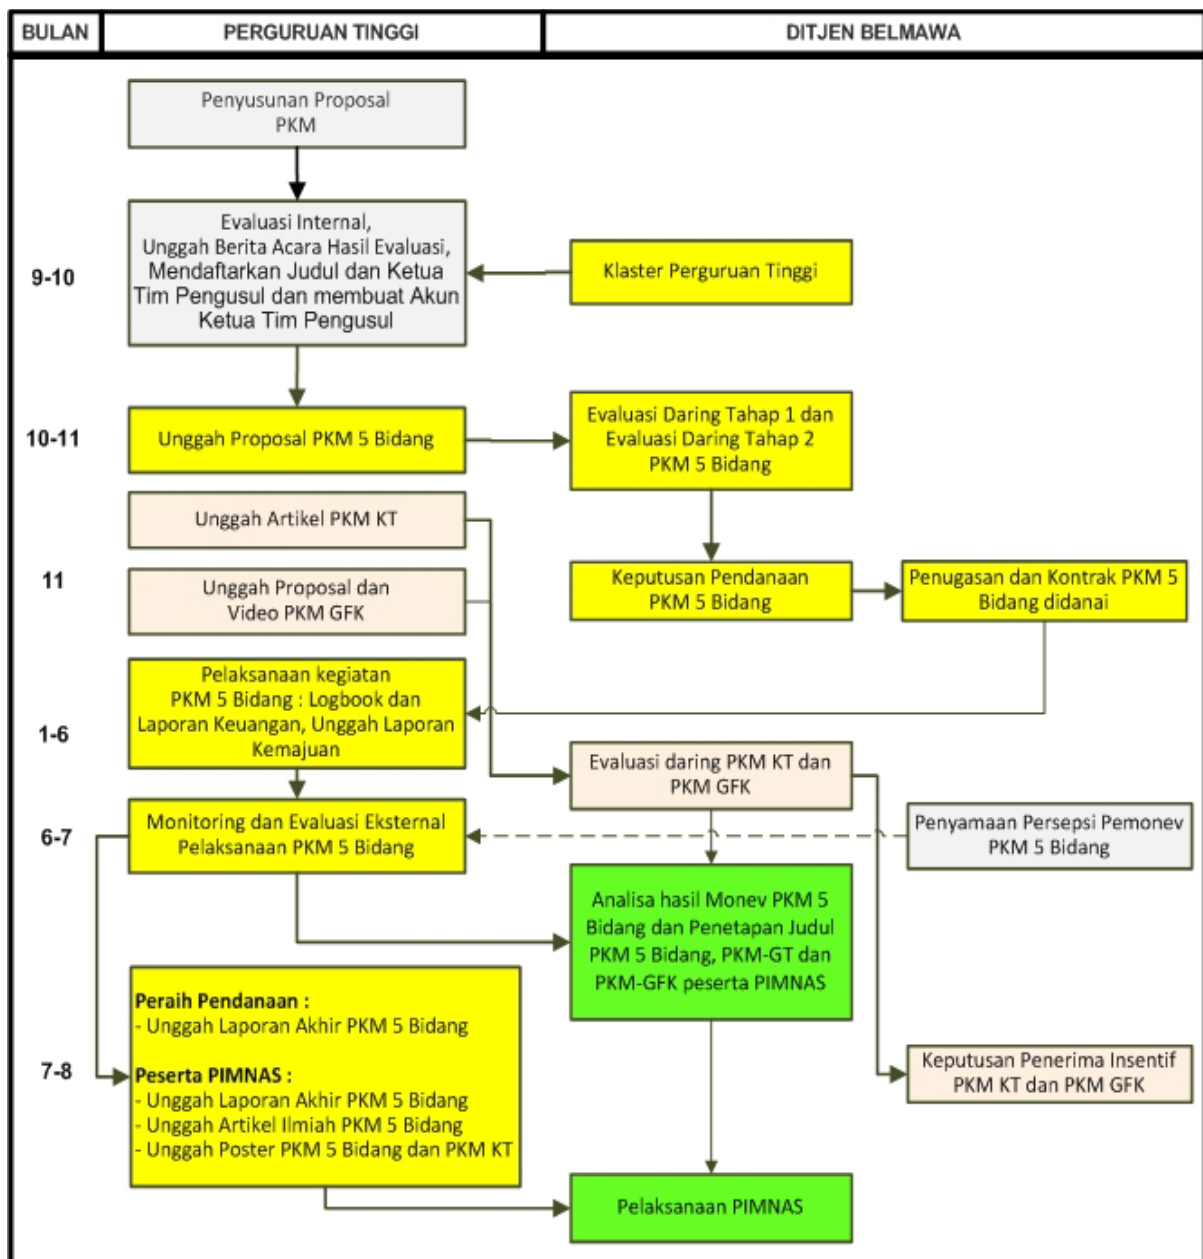 BULAN
PERGURUAN TINGGI
DITJEN BELMAWA
Penyusunan Proposal
PKM
9-10
Evaluasi Internal,
Unggah Berita Acara Hasil Evaluasi,
Mendaftarkan Judul dan Ketua
Tim Pengusul dan membuat Akun
Ketua Tim Pengusul
Klaster Perguruan Tinggi
10-11
Unggah Proposal PKM 5 Bidang
Evaluasi Daring Tahap 1 dan
Evaluasi Daring Tahap 2
PKM 5 Bidang
Unggah Artikel PKM KT
11
Unggah Proposal dan
Video PKM GFK
Keputusan Pendanaan
PKM 5 Bidang
Penugasan dan Kontrak PKM 5
Bidang didanai
1-6
Pelaksanaan kegiatan
PKM 5 Bidang : Logbook dan
Laporan Keuangan, Unggah Laporan
Kemajuan
Evaluasi daring PKM KT dan
PKM GFK
6-7
Monitoring dan Evaluasi Eksternal
Pelaksanaan PKM 5 Bidang
Penyamaan Persepsi Pemonev
PKM 5 Bidang
Analisa hasil Monev PKM 5
Bidang dan Penetapan Judul
PKM 5 Bidang, PKM-GT dan
PKM-GFK peserta PIMNAS
7-8
Peraih Pendanaan :
- Unggah Laporan Akhir PKM 5 Bidang
Peserta PIMNAS :
- Unggah Laporan Akhir PKM 5 Bidang
- Unggah Artikel Ilmiah PKM 5 Bidang
- Unggah Poster PKM 5 Bidang dan PKM KT
Keputusan Penerima Insentif
PKM KT dan PKM GFK
Pelaksanaan PIMNAS